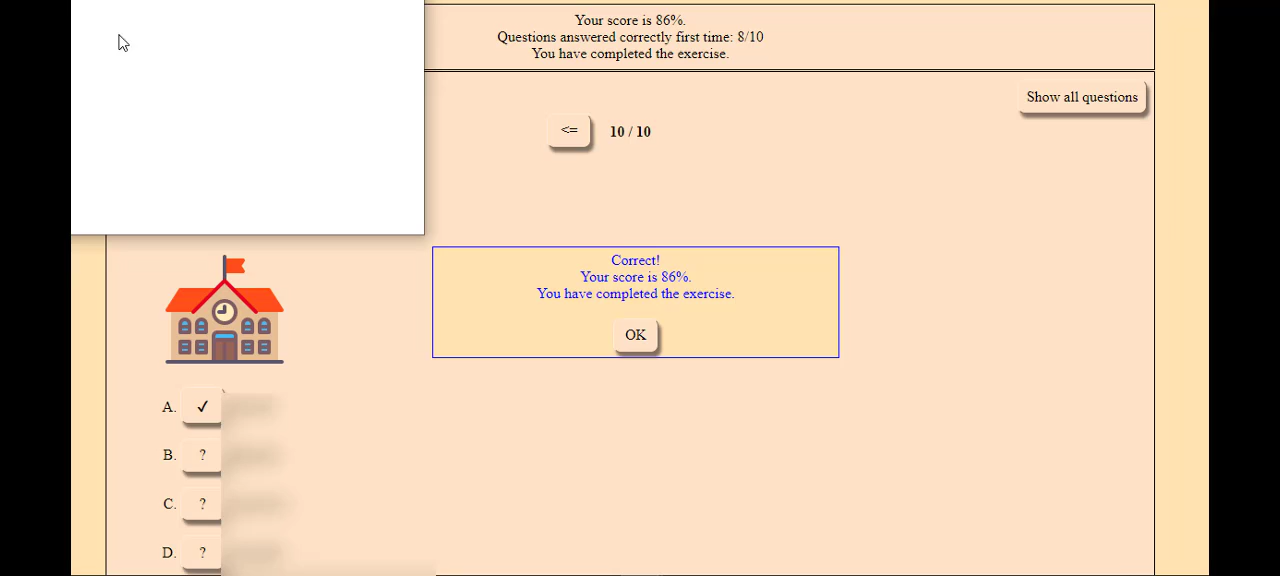 Your score is 86%.
Questions answered correctly first time: 8/10
You have completed the exercise.
Show all questions
<= 10 / 10
Correct!
Your score is 86%.
You have completed the exercise.
OK
A. ✓
B. ?
C. ?
D. ?